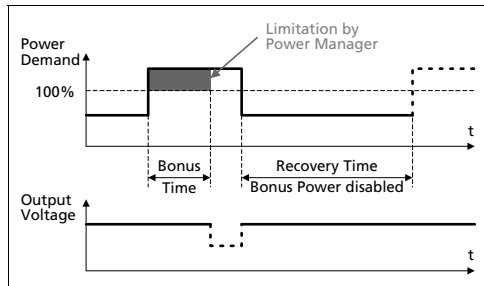 Power
Demand
Limitation by
Power Manager
100%
t
Bonus
Time
Recovery Time
Bonus Power disabled
Output
Voltage
t